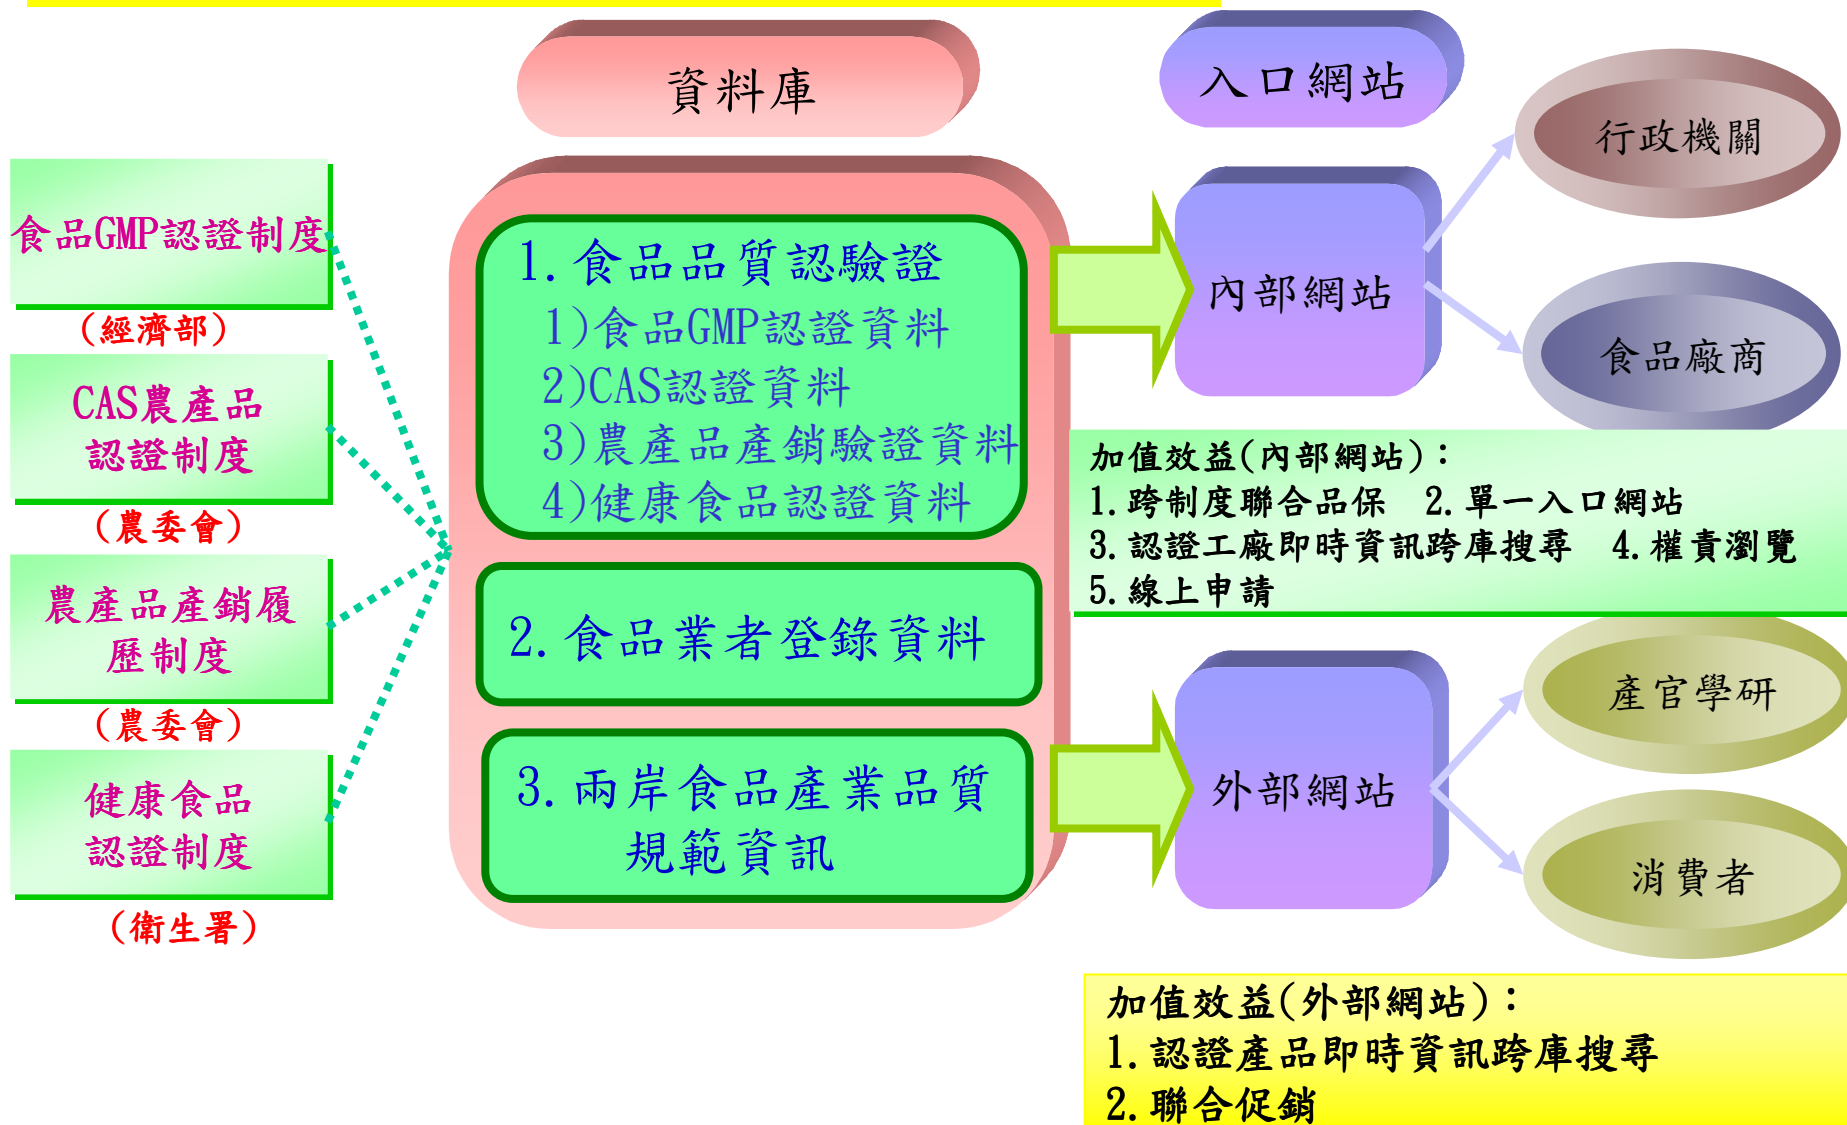 資料庫
入口網站
行政機關
食品廠商
食品GMP認證制度
(經濟部)
CAS農產品
認證制度
(農委會)
農產品產銷履
歷制度
(農委會)
健康食品
認證制度
(衛生署)
1.食品品質認驗證
1)食品GMP認證資料
2)CAS認證資料
3)農產品產銷驗證資料
4)健康食品認證資料
2.食品業者登錄資料
3.兩岸食品產業品質
規範資訊
內部網站
加值效益(內部網站):
1.跨制度聯合品保 2.單一入口網站
3.認證工廠即時資訊跨庫搜尋 4.權責瀏覽
5.線上申請
外部網站
產官學研
消費者
加值效益(外部網站):
1.認證產品即時資訊跨庫搜尋
2.聯合促銷